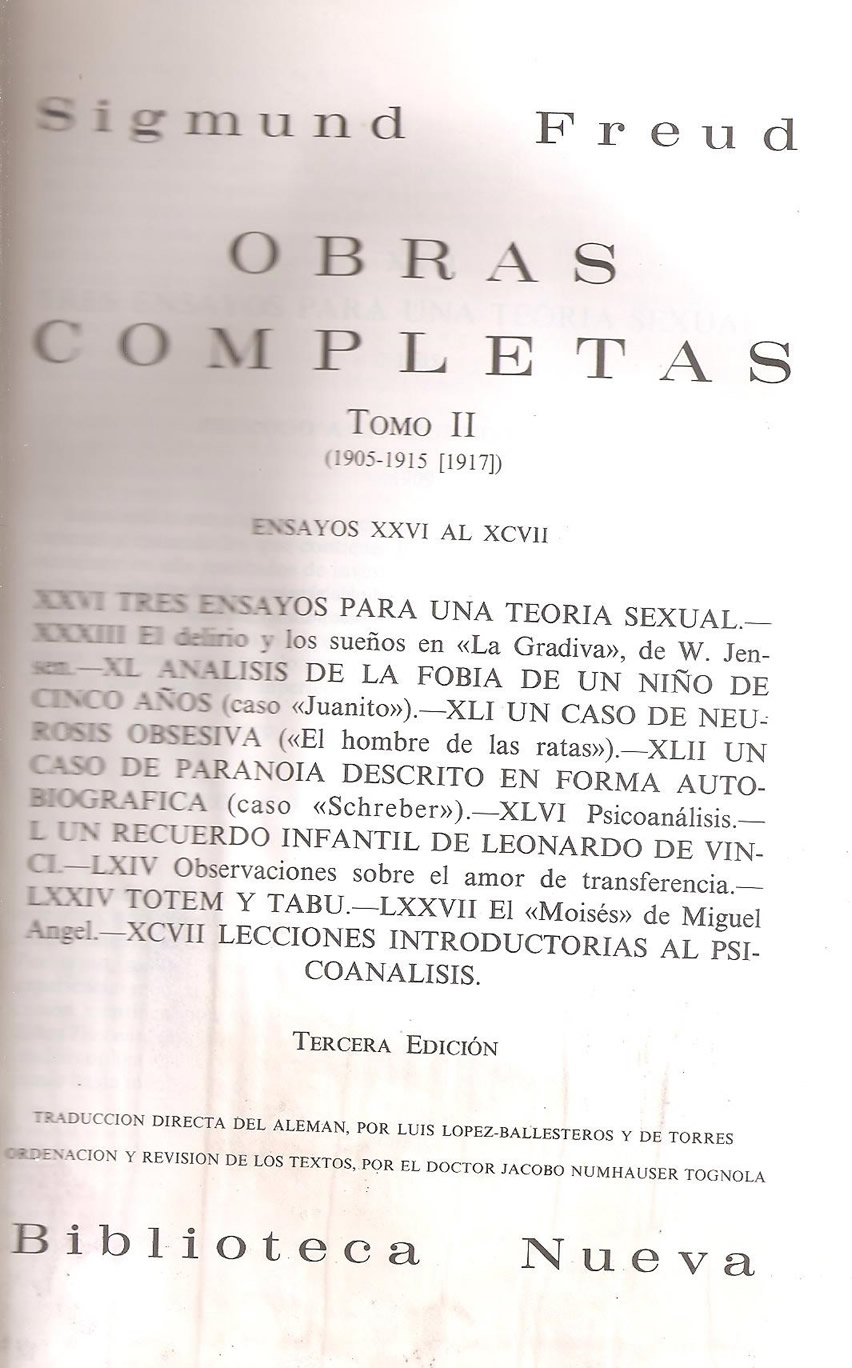 Sigmund Freud
OBRAS
COMPLETAS
TOMO II
(1905-1915 [1917])
ENSAYOS XXVI AL XCVII
XXVI TRES ENSAYOS PARA UNA TEORIA SEXUAL.—
XXXIII El delirio y los sueños en «La Gradiva», de W. Jen-
sen.—XL ANALISIS DE LA FOBIA DE UN NIÑO DE
CINCO AÑOS (caso «Juanito»).—XLI UN CASO DE NEU-
ROSIS OBSESIVA («El hombre de las ratas»).—XLII UN
CASO DE PARANOIA DESCRITO EN FORMA AUTO-
BIOGRAFICA (caso «Schreber»).—XLVI Psicoanálisis.—
L UN RECUERDO INFANTIL DE LEONARDO DE VIN-
CI.—LXIV Observaciones sobre el amor de transferencia.—
LXXIV TOTEM Y TABU.—LXXVII El «Moisés» de Miguel
Angel.—XCVII LECCIONES INTRODUCTORIAS AL PSI-
COANALISIS.
TERCERA EDICIÓN
TRADUCCION DIRECTA DEL ALEMAN, POR LUIS LOPEZ-BALLESTEROS Y DE TORRES
ORDENACION Y REVISION DE LOS TEXTOS, POR EL DOCTOR JACOBO NUMHAUSER TOGNOLA
Biblioteca Nueva